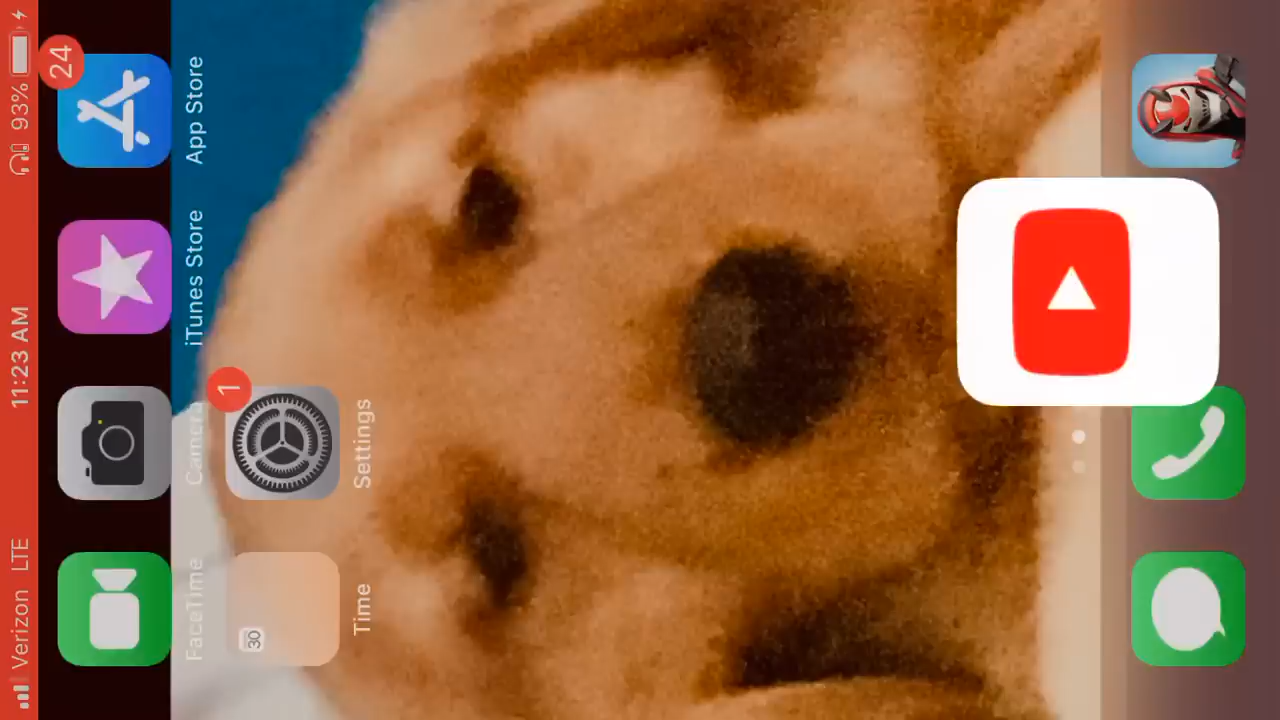 Verizon LTE 11:23 AM 93%
24
FaceTime Camera iTunes Store App Store
1
30
Time Settings